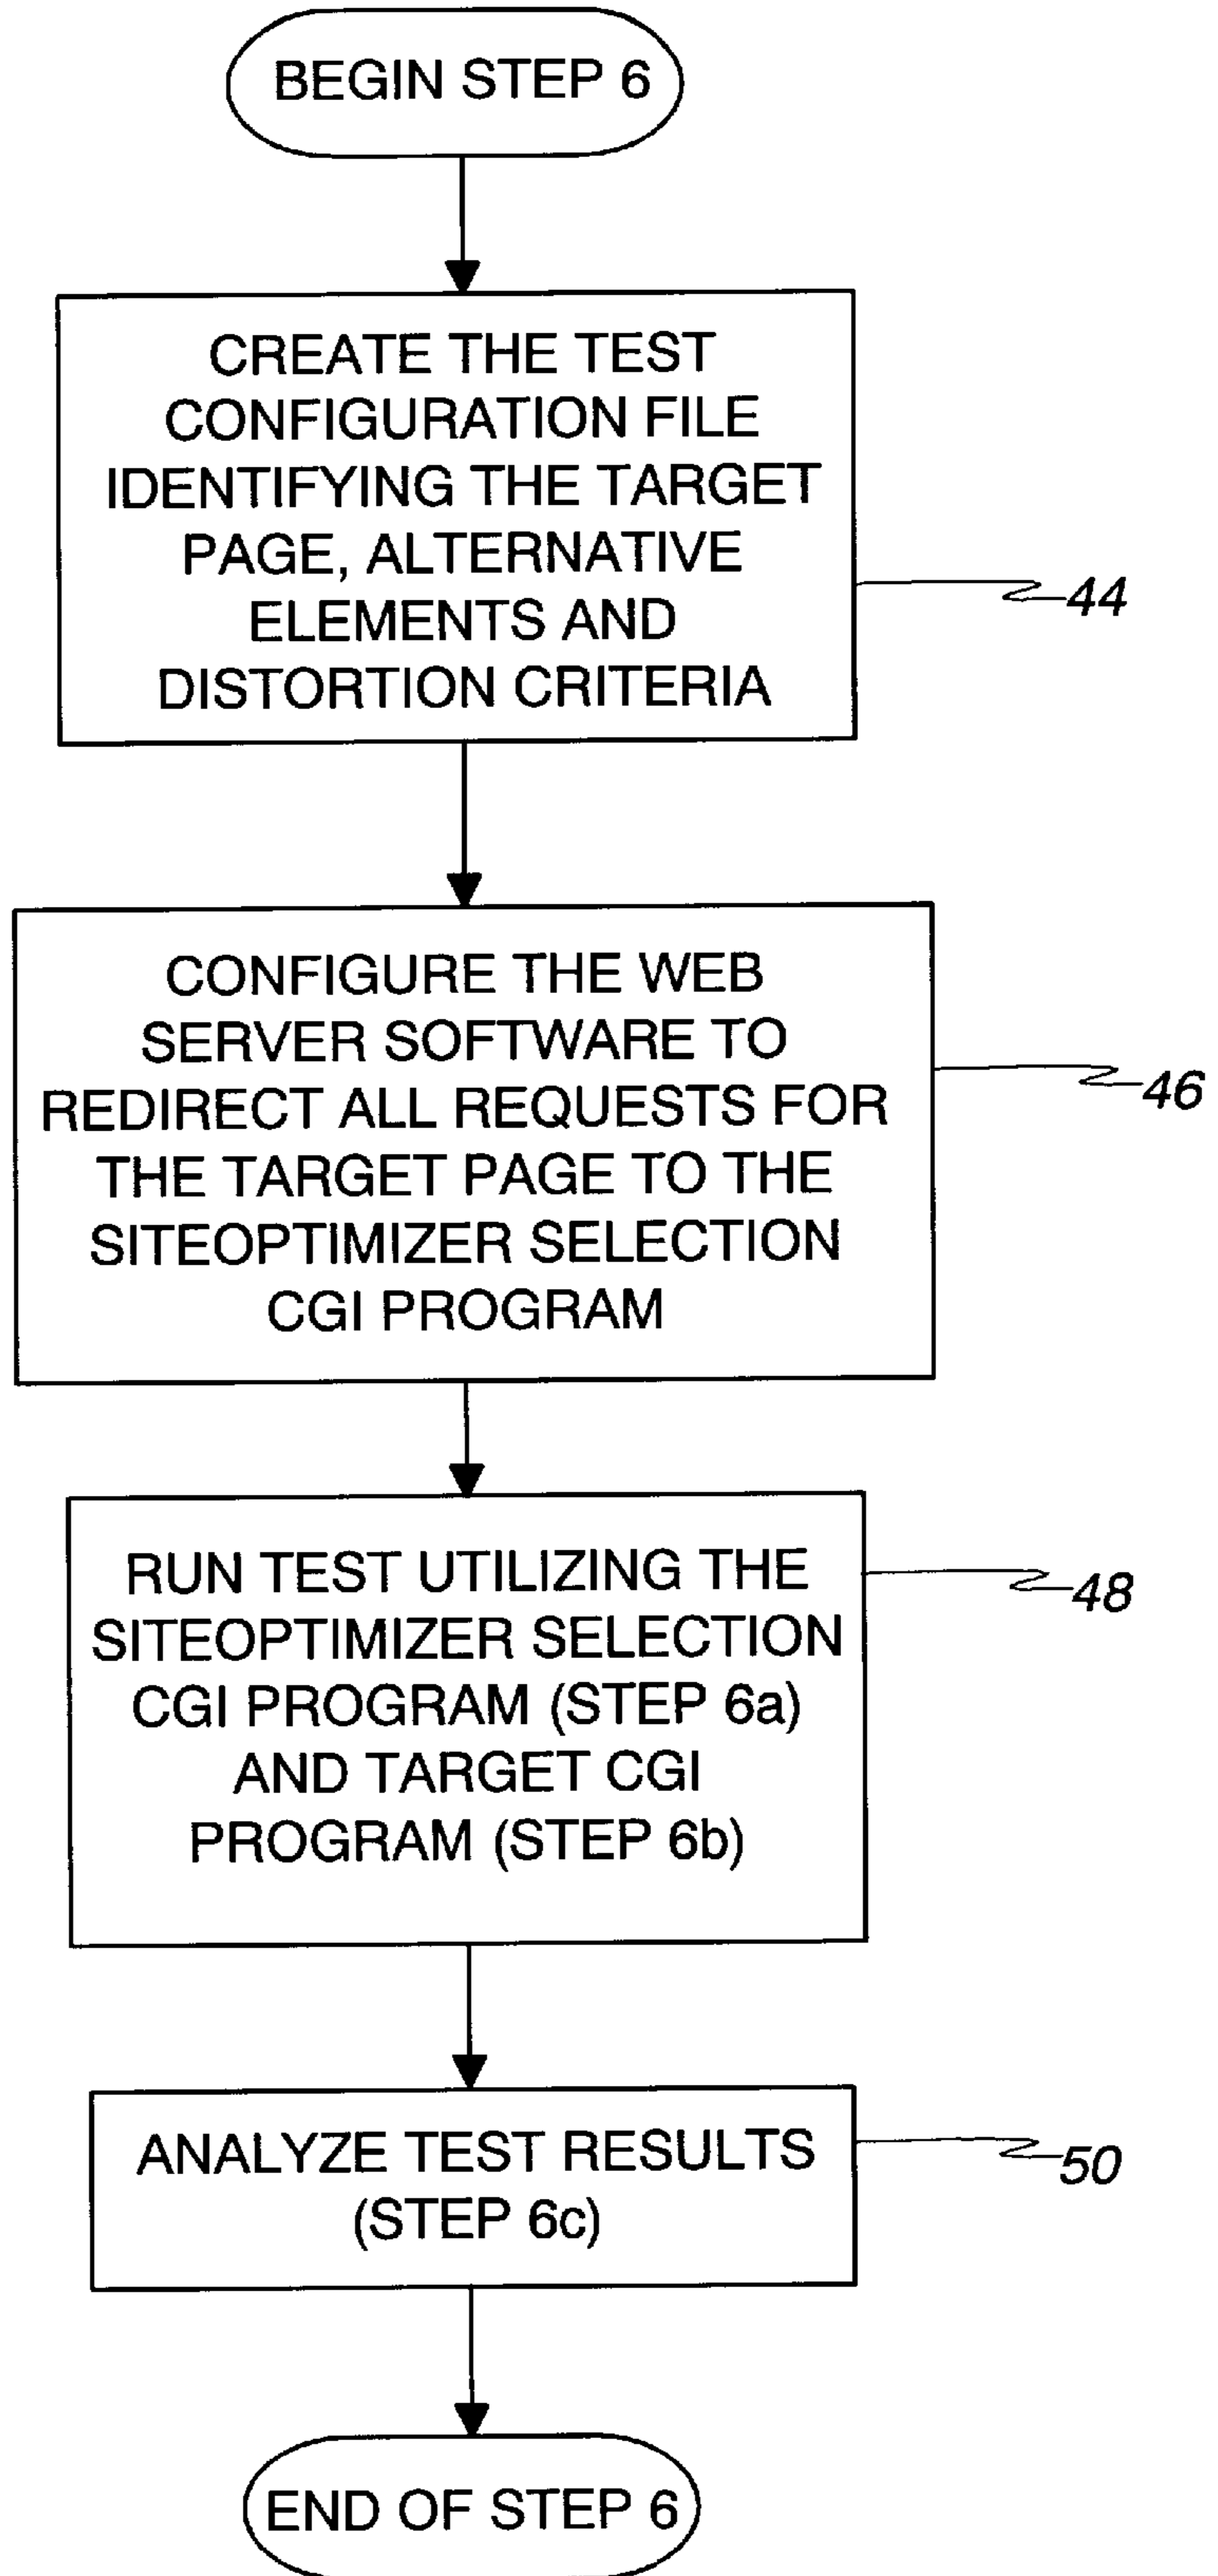 BEGIN STEP 6
CREATE THE TEST
CONFIGURATION FILE
IDENTIFYING THE TARGET
PAGE, ALTERNATIVE
ELEMENTS AND
DISTORTION CRITERIA
44
CONFIGURE THE WEB
SERVER SOFTWARE TO
REDIRECT ALL REQUESTS FOR
THE TARGET PAGE TO THE
SITEOPTIMIZER SELECTION
CGI PROGRAM
46
RUN TEST UTILIZING THE
SITEOPTIMIZER SELECTION
CGI PROGRAM (STEP 6a)
AND TARGET CGI
PROGRAM (STEP 6b)
48
ANALYZE TEST RESULTS
(STEP 6c)
50
END OF STEP 6